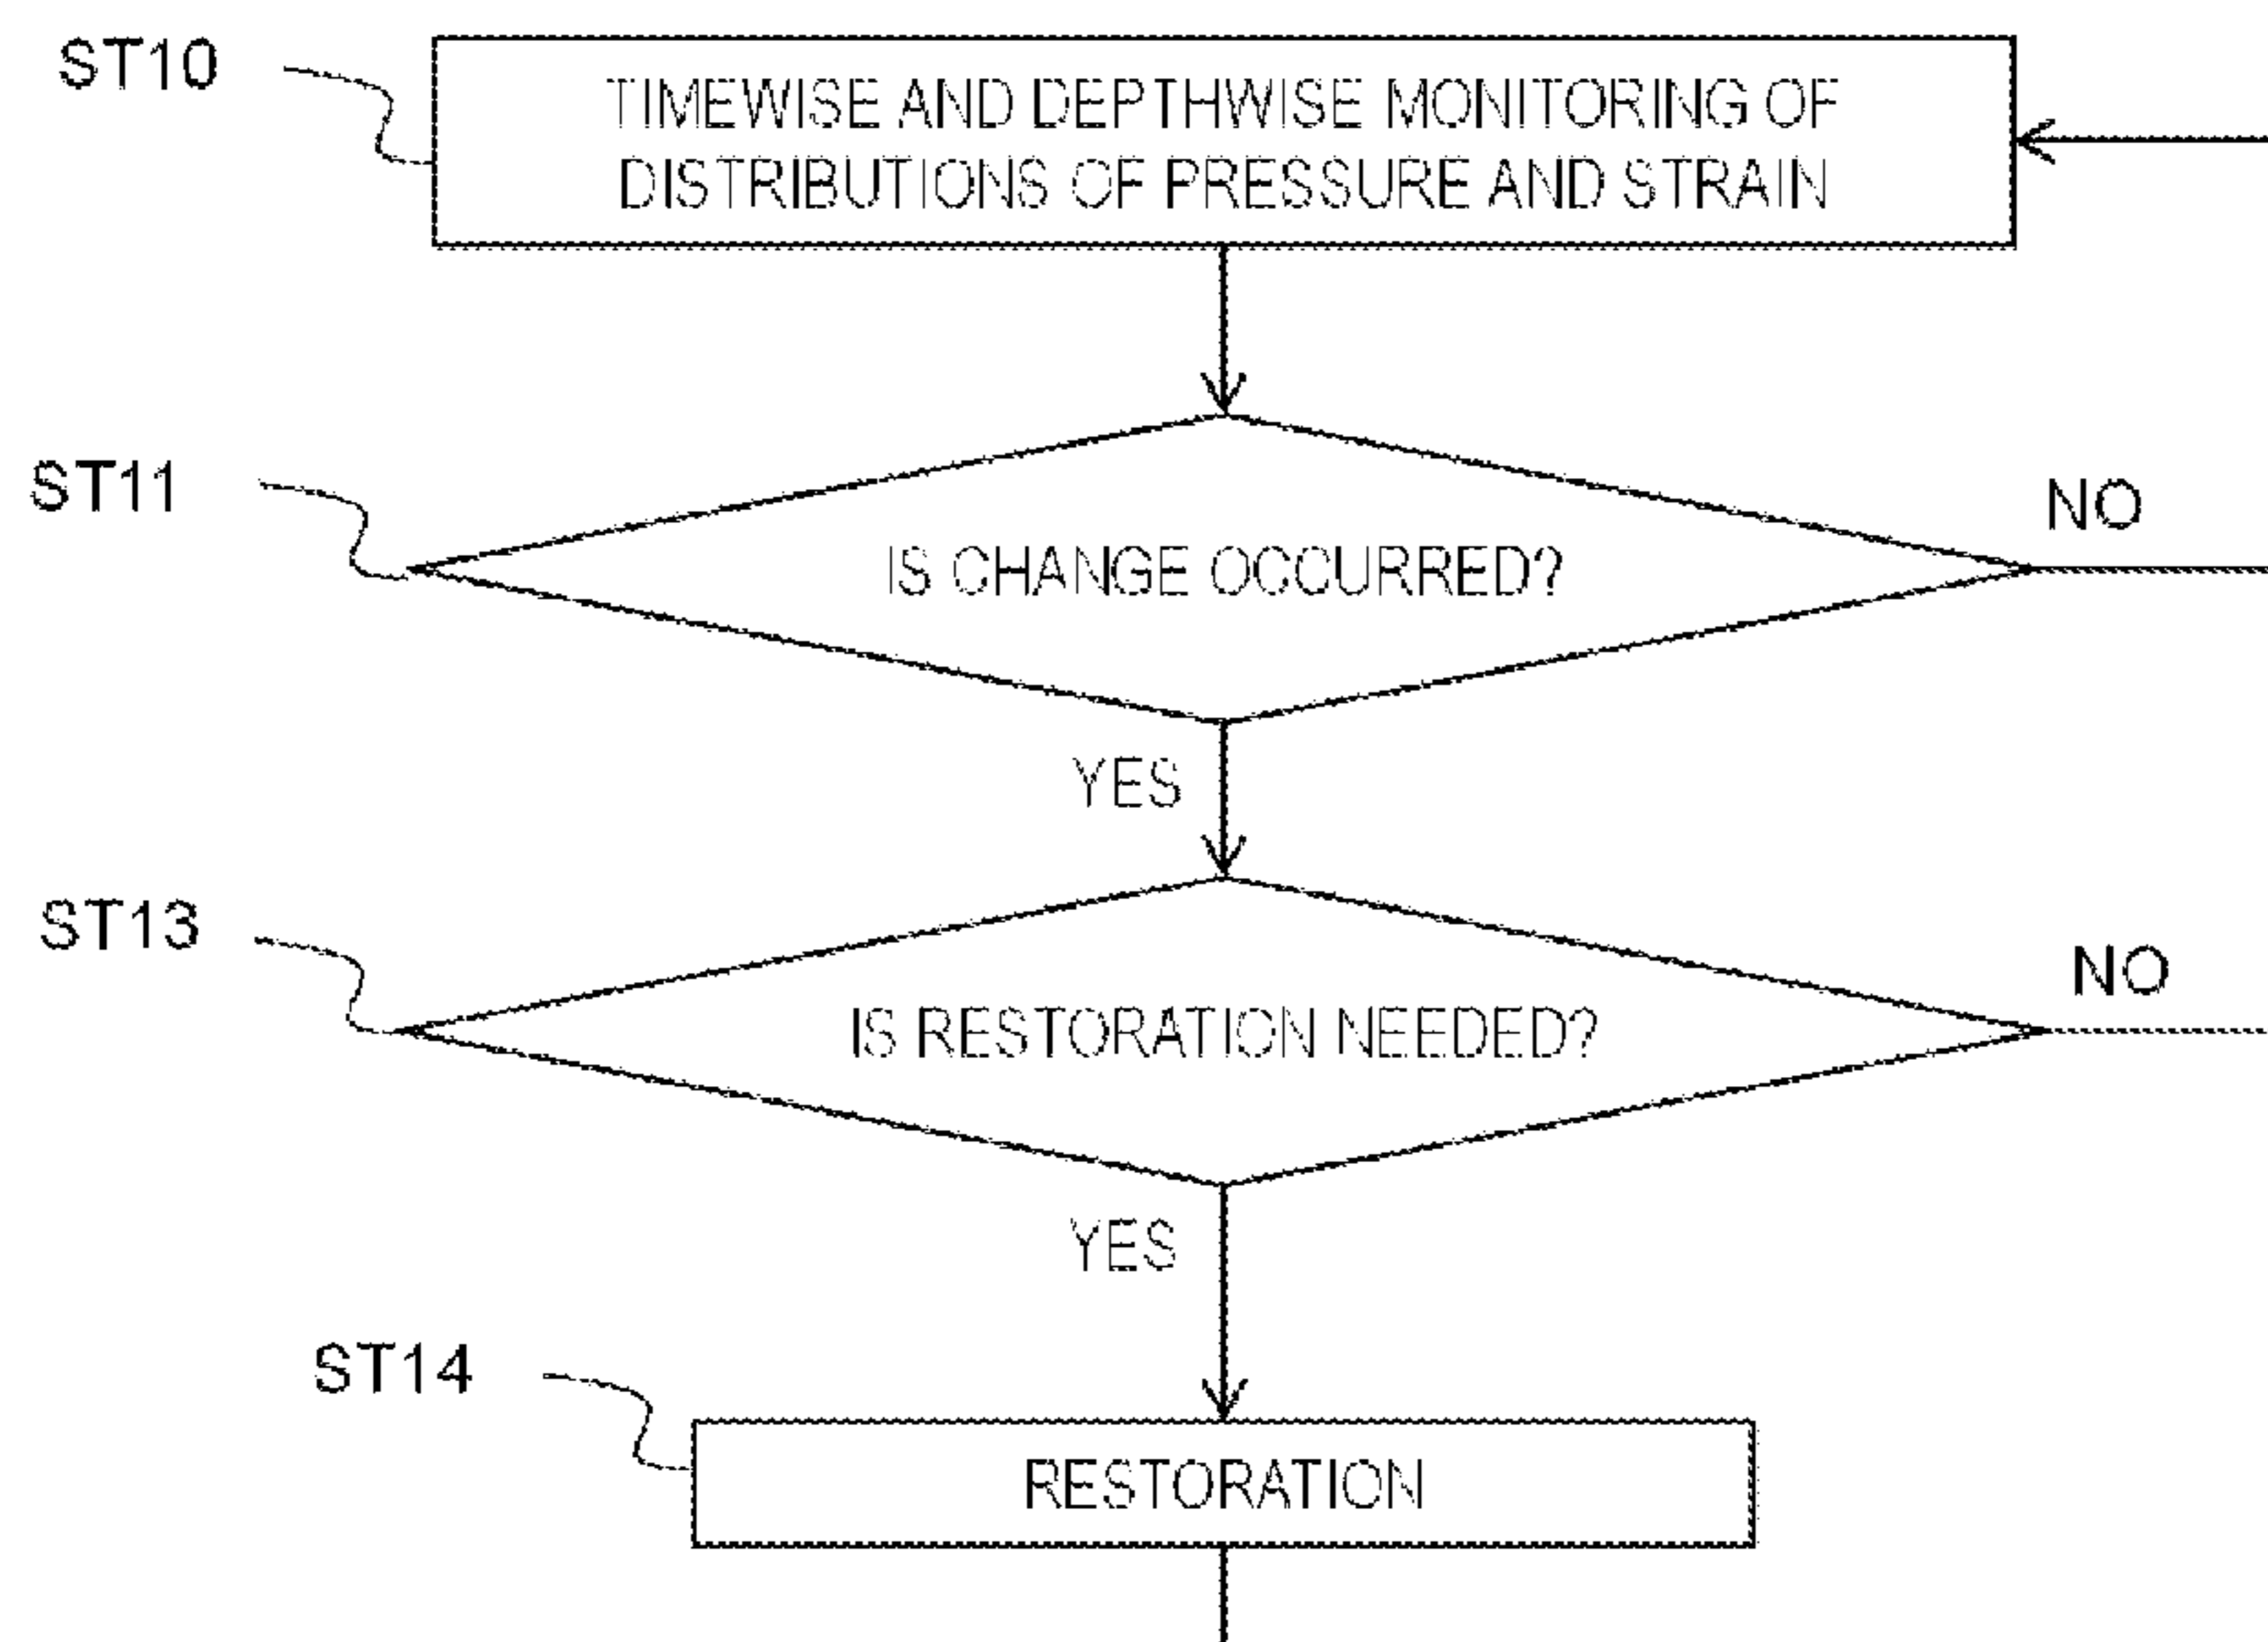 ST10
TIMEWISE AND DEPTHWISE MONITORING OF
DISTRIBUTIONS OF PRESSURE AND STRAIN
ST11
IS CHANGE OCCURRED?
NO
YES
ST13
IS RESTORATION NEEDED?
NO
YES
ST14
RESTORATION